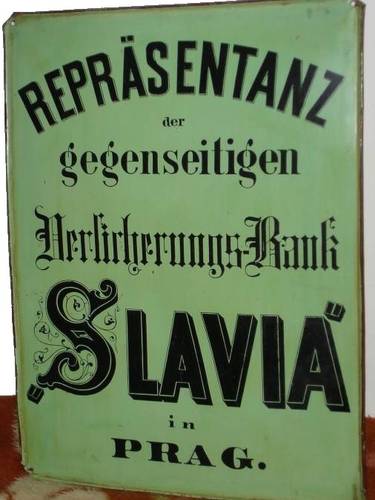 REPRÄSENTANZ
der
gegenseitigen
Versicherungs-Bank
„SLAVIA“
in
PRAG.